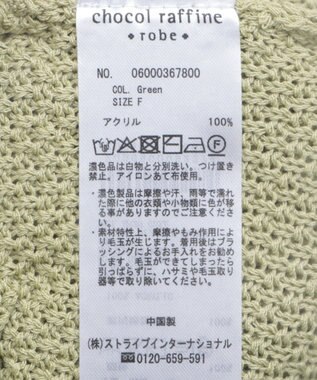 chocol raffine
• robe •
NO. 06000367800
COL. Green
SIZE F
アクリル 100%
濃色品は白物と分別洗い。つけ置き
禁止。アイロンあて布使用。
・濃色製品は摩擦や汗、雨等で濡れ
た際に他の衣類や小物類に色が移
る事がありますのでご注意下さい
。
・素材特性上、摩擦やもみ作用によ
り毛玉が生じます。着用後はブラ
ッシングによるお手入れをお勧め
します。毛玉ができてしまったら
引っぱらずに、ハサミや毛玉取り
器等で取り除いてください。
中国製
(株)ストライプインターナショナル
0120-659-591